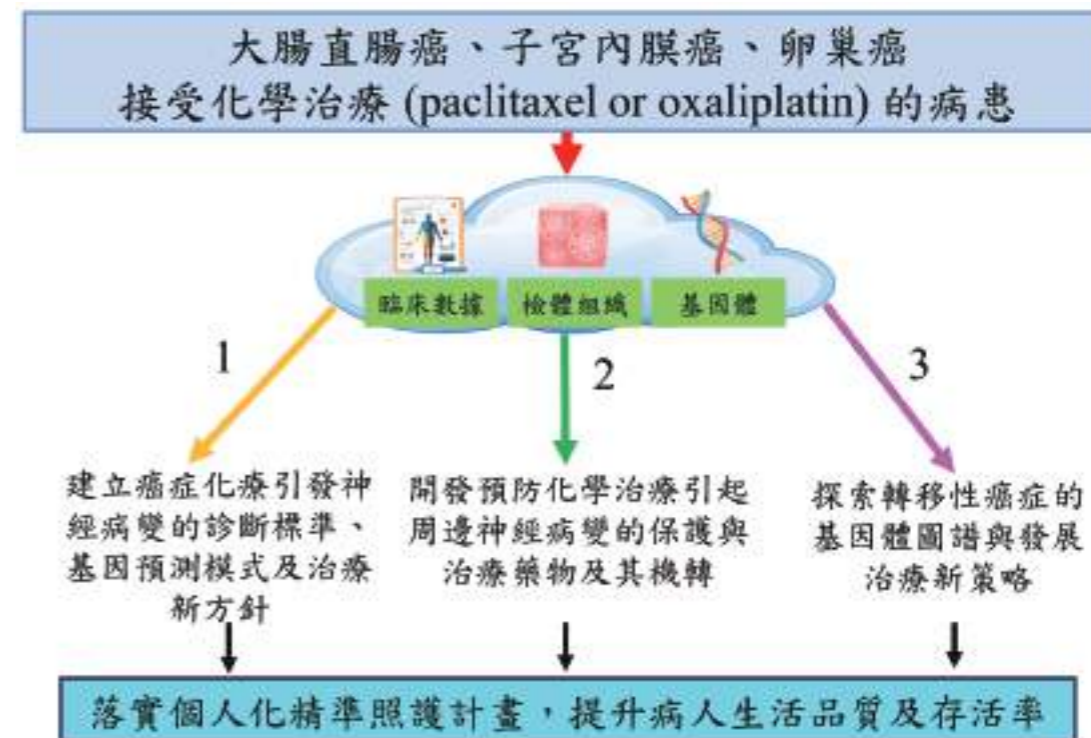 大腸直腸癌、子宮內膜癌、卵巢癌
接受化學治療 (paclitaxel or oxaliplatin) 的病患
臨床數據
檢體組織
基因體
1
2
3
建立癌症化療引發神
經病變的診斷標準、
基因預測模式及治療
新方針
開發預防化學治療引起
周邊神經病變的保護與
治療藥物及其機轉
探索轉移性癌症的
基因體圖譜與發展
治療新策略
落實個人化精準照護計畫，提升病人生活品質及存活率